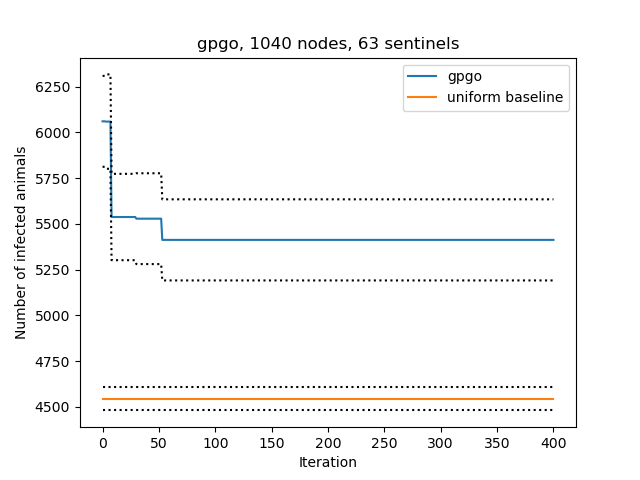 gpgo, 1040 nodes, 63 sentinels
gpgo
uniform baseline
Number of infected animals
6250
6000
5750
5500
5250
5000
4750
4500
0 50 100 150 200 250 300 350 400
Iteration